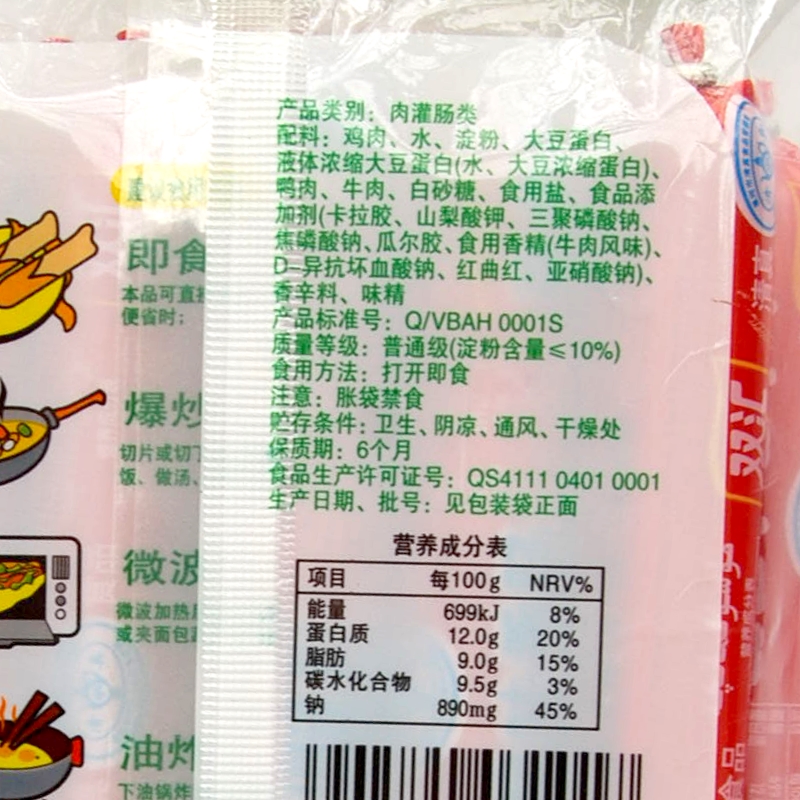 产品类别：肉灌肠类
配料：鸡肉、水、淀粉、大豆蛋白、
液体浓缩大豆蛋白(水、大豆浓缩蛋白)、
鸭肉、牛肉、白砂糖、食用盐、食品添
加剂(卡拉胶、山梨酸钾、三聚磷酸钠、
焦磷酸钠、瓜尔胶、食用香精(牛肉风味)、
D-异抗坏血酸钠、红曲红、亚硝酸钠)、
香辛料、味精
产品标准号：Q/VBAH 0001S
质量等级：普通级(淀粉含量≤10%)
食用方法：打开即食
注意：胀袋禁食
贮存条件：卫生、阴凉、通风、干燥处
保质期：6个月
食品生产许可证号：QS4111 0401 0001
生产日期、批号：见包装袋正面
营养成分表
项目 每100g NRV%
能量 699kJ 8%
蛋白质 12.0g 20%
脂肪 9.0g 15%
碳水化合物 9.5g 3%
钠 890mg 45%
即食
本品可直接
便省时；
爆炒
切片或切丁
饭、做汤、
微波
微波加热
或夹面包
油炸
下油锅炸
清真
双汇
食品